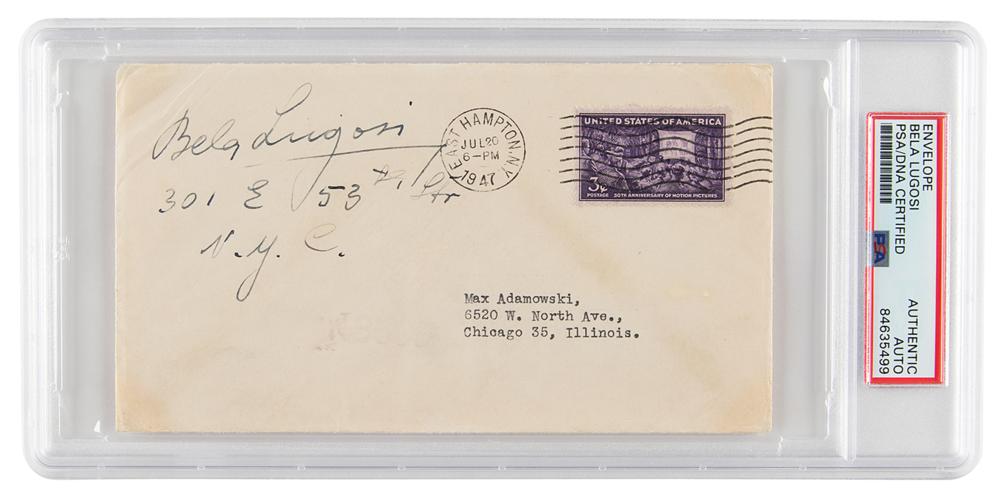 Bela Lugosi
301 E 53 th Str
N.Y.C.
EAST HAMPTON, N.Y.
JUL 20
6-PM
1947
UNITED STATES OF AMERICA
3¢
POSTAGE 50TH ANNIVERSARY OF MOTION PICTURES
Max Adamowski,
6520 W. North Ave.,
Chicago 35, Illinois.
ENVELOPE
BELA LUGOSI
PSA/DNA CERTIFIED
PSA
AUTHENTIC
AUTO
84635499